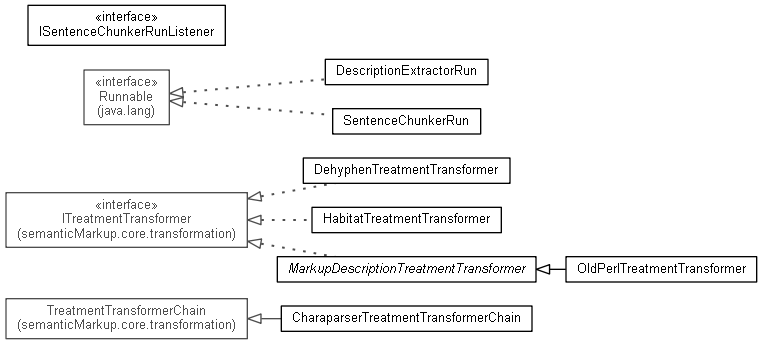 «interface»
ISentenceChunkerRunListener
«interface»
Runnable
(java.lang)
DescriptionExtractorRun
SentenceChunkerRun
DehyphenTreatmentTransformer
«interface»
ITreatmentTransformer
(semanticMarkup.core.transformation)
HabitatTreatmentTransformer
MarkupDescriptionTreatmentTransformer
OldPerlTreatmentTransformer
TreatmentTransformerChain
(semanticMarkup.core.transformation)
CharaparserTreatmentTransformerChain